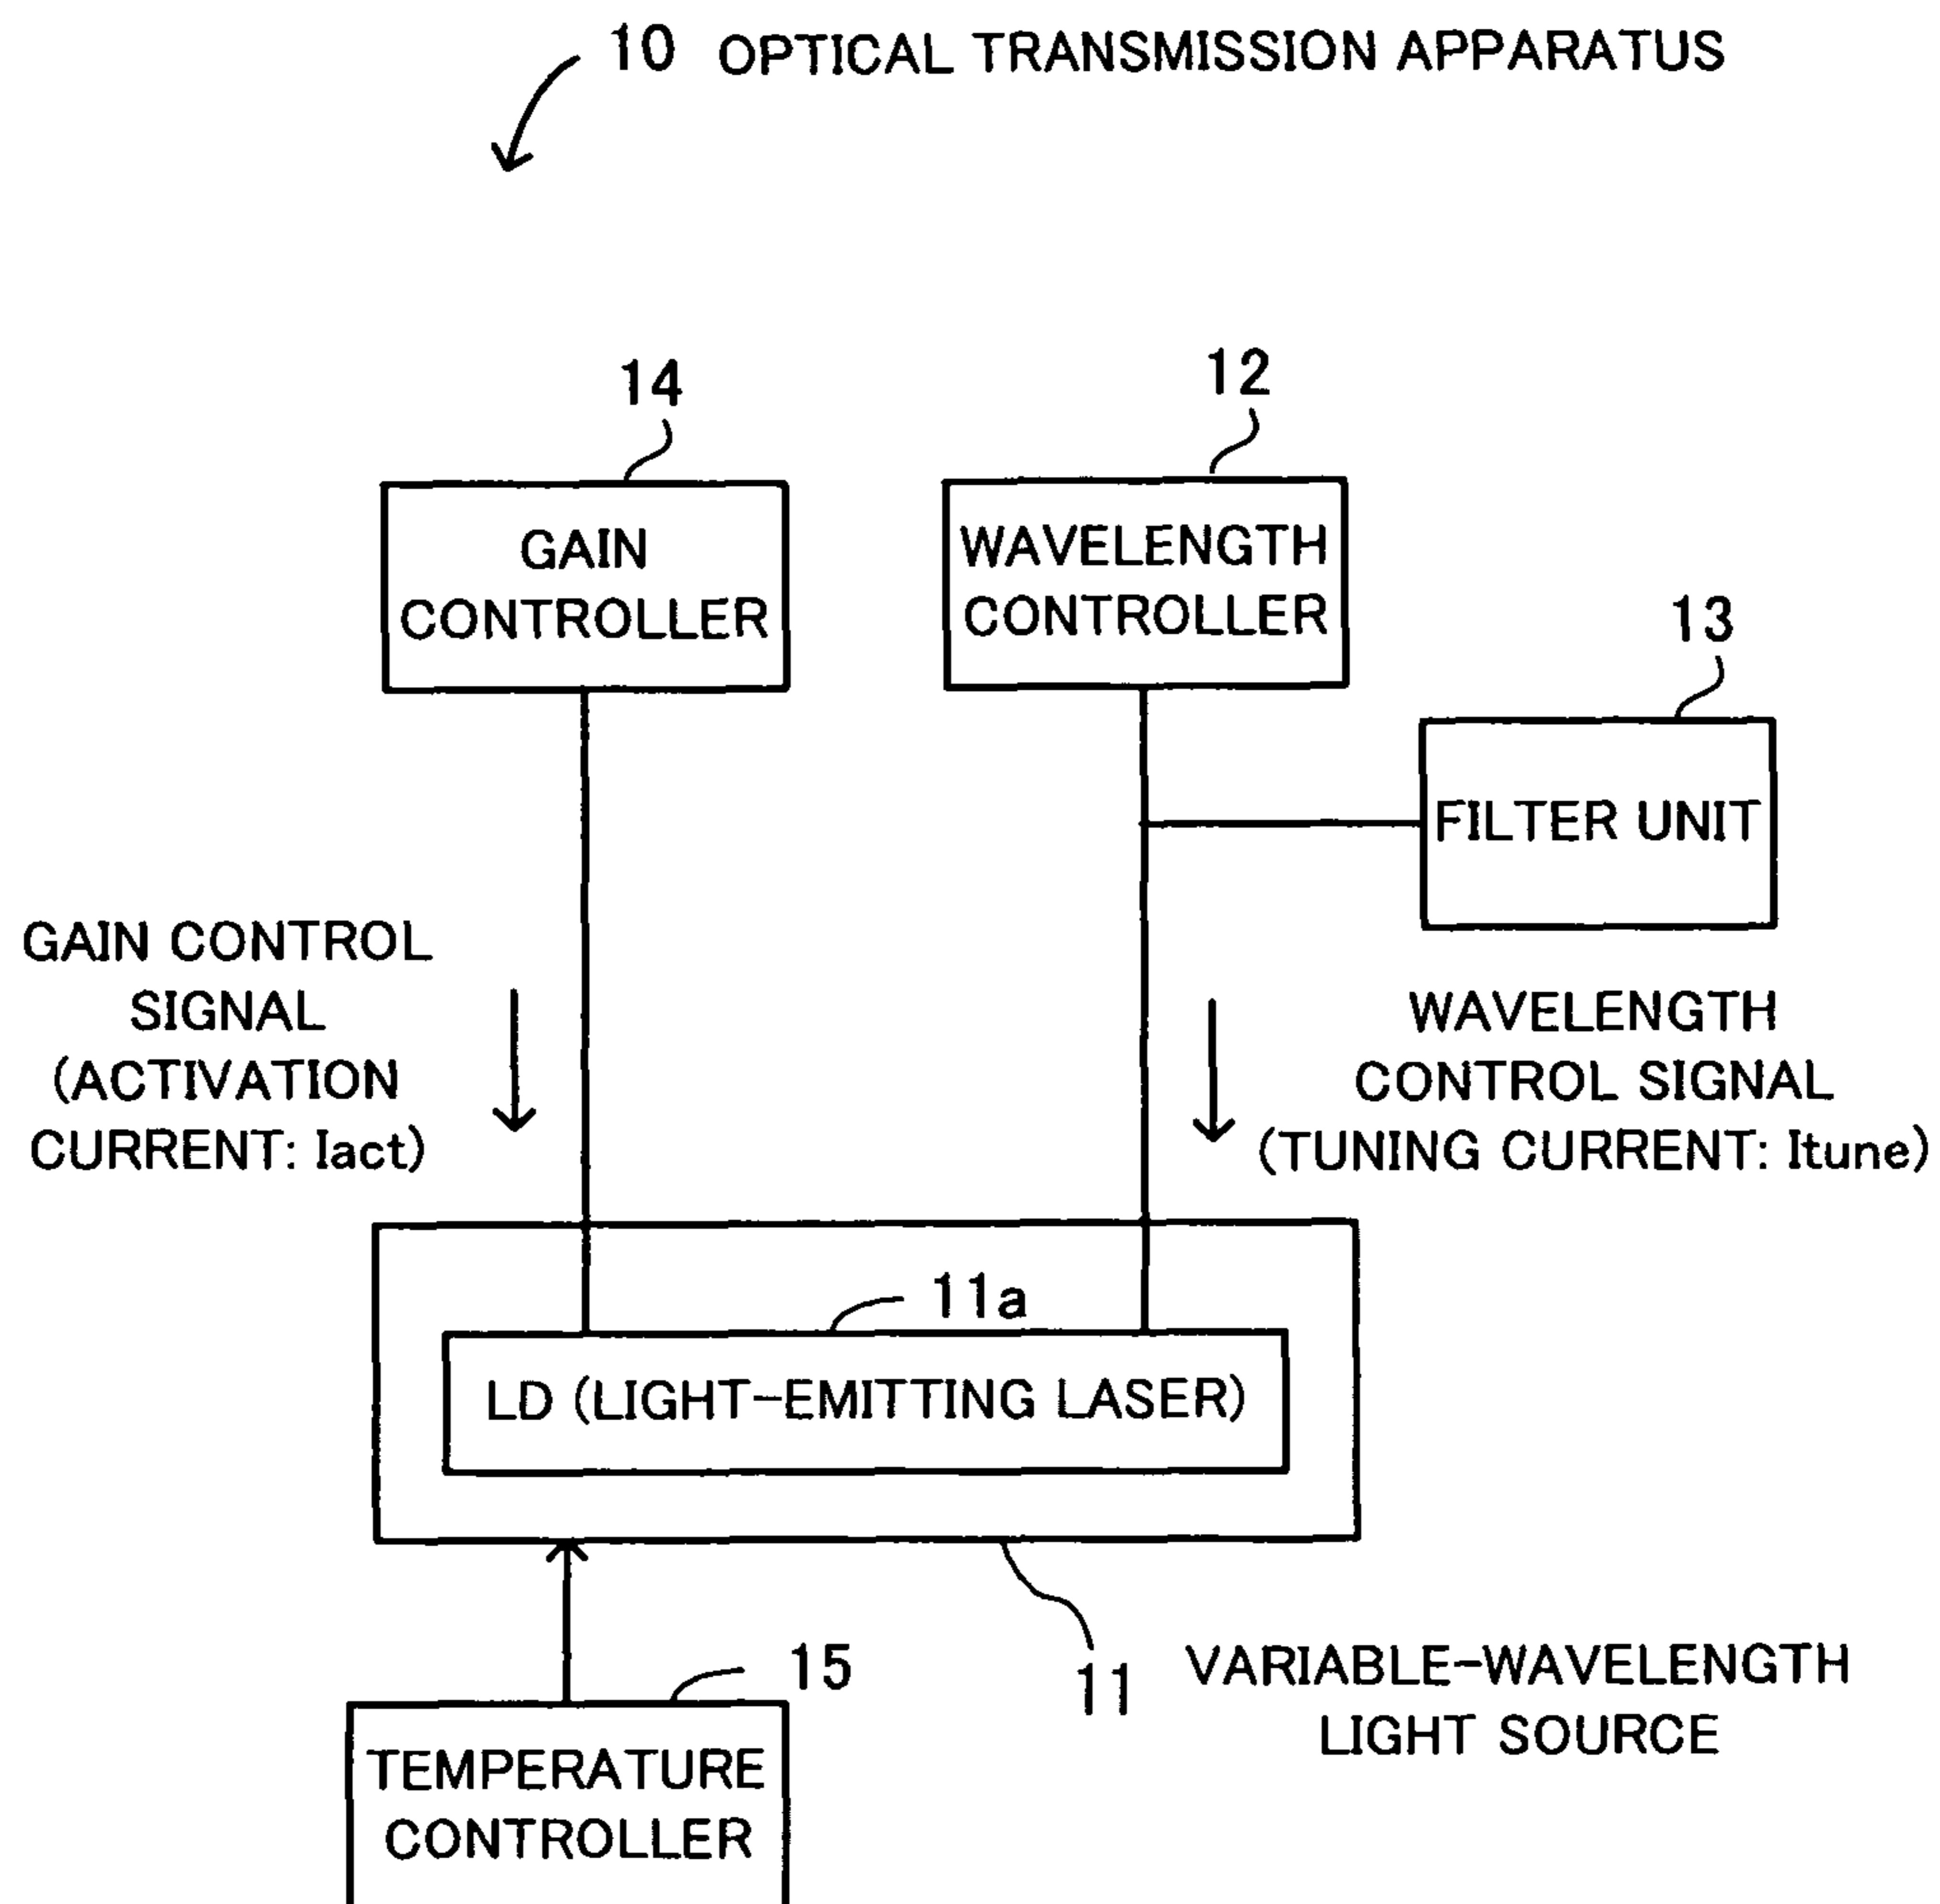 10 OPTICAL TRANSMISSION APPARATUS
14
12
GAIN
CONTROLLER
WAVELENGTH
CONTROLLER
13
FILTER UNIT
GAIN CONTROL
SIGNAL
(ACTIVATION
CURRENT: Iact)
WAVELENGTH
CONTROL SIGNAL
(TUNING CURRENT: Itune)
11a
LD (LIGHT-EMITTING LASER)
15
11
VARIABLE-WAVELENGTH
LIGHT SOURCE
TEMPERATURE
CONTROLLER